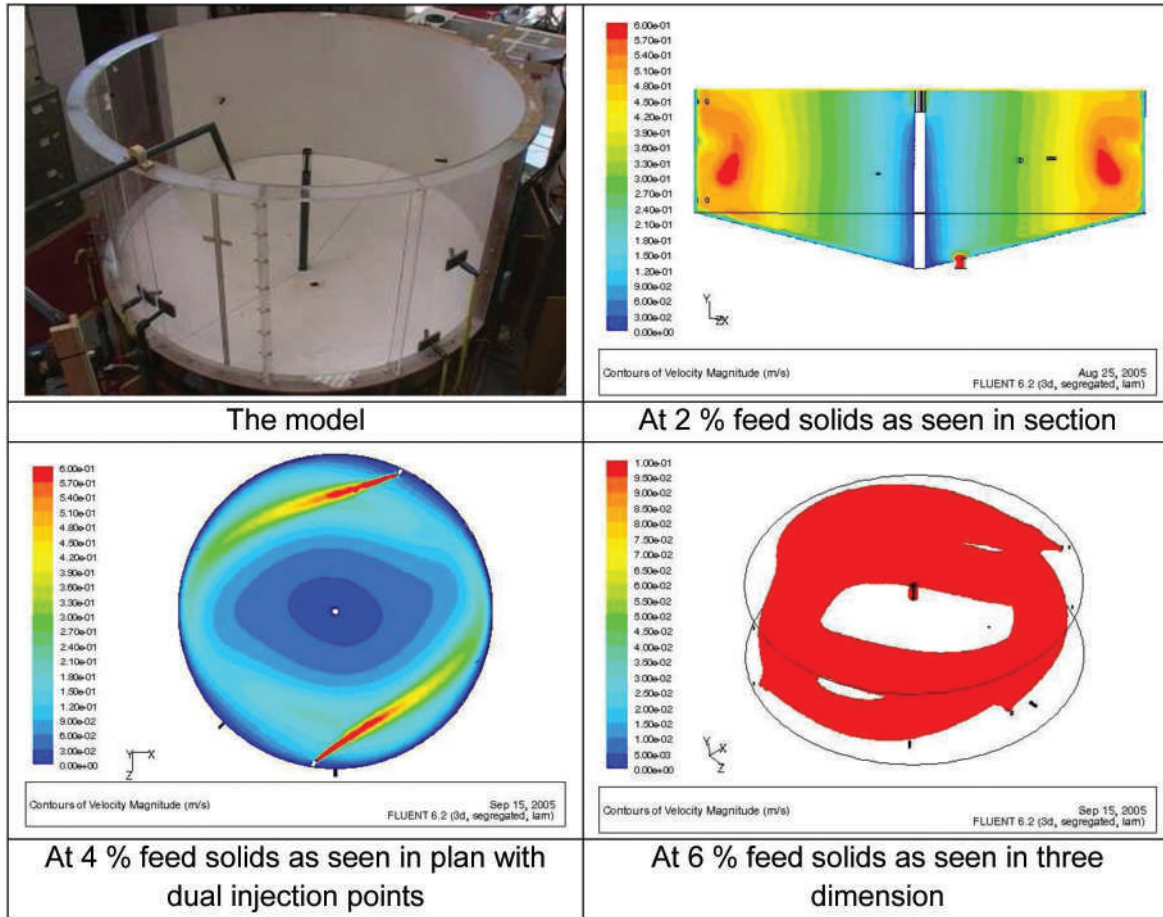 The model
6.00e-01
5.70e-01
5.40e-01
5.10e-01
4.80e-01
4.50e-01
4.20e-01
3.90e-01
3.60e-01
3.30e-01
3.00e-01
2.70e-01
2.40e-01
2.10e-01
1.80e-01
1.50e-01
1.20e-01
9.00e-02
6.00e-02
3.00e-02
0.00e+00
Y
ZX
Contours of Velocity Magnitude (m/s)
Aug 25, 2005
FLUENT 6.2 (3d, segregated, lam)
At 2 % feed solids as seen in section
6.00e-01
5.70e-01
5.40e-01
5.10e-01
4.80e-01
4.50e-01
4.20e-01
3.90e-01
3.60e-01
3.30e-01
3.00e-01
2.70e-01
2.40e-01
2.10e-01
1.80e-01
1.50e-01
1.20e-01
9.00e-02
6.00e-02
3.00e-02
0.00e+00
Y X
Z
Contours of Velocity Magnitude (m/s)
Sep 15, 2005
FLUENT 6.2 (3d, segregated, lam)
At 4 % feed solids as seen in plan with
dual injection points
1.00e-01
9.50e-02
9.00e-02
8.50e-02
8.00e-02
7.50e-02
7.00e-02
6.50e-02
6.00e-02
5.50e-02
5.00e-02
4.50e-02
4.00e-02
3.50e-02
3.00e-02
2.50e-02
2.00e-02
1.50e-02
1.00e-02
5.00e-03
0.00e+00
Y X
Z
Contours of Velocity Magnitude (m/s)
Sep 15, 2005
FLUENT 6.2 (3d, segregated, lam)
At 6 % feed solids as seen in three
dimension